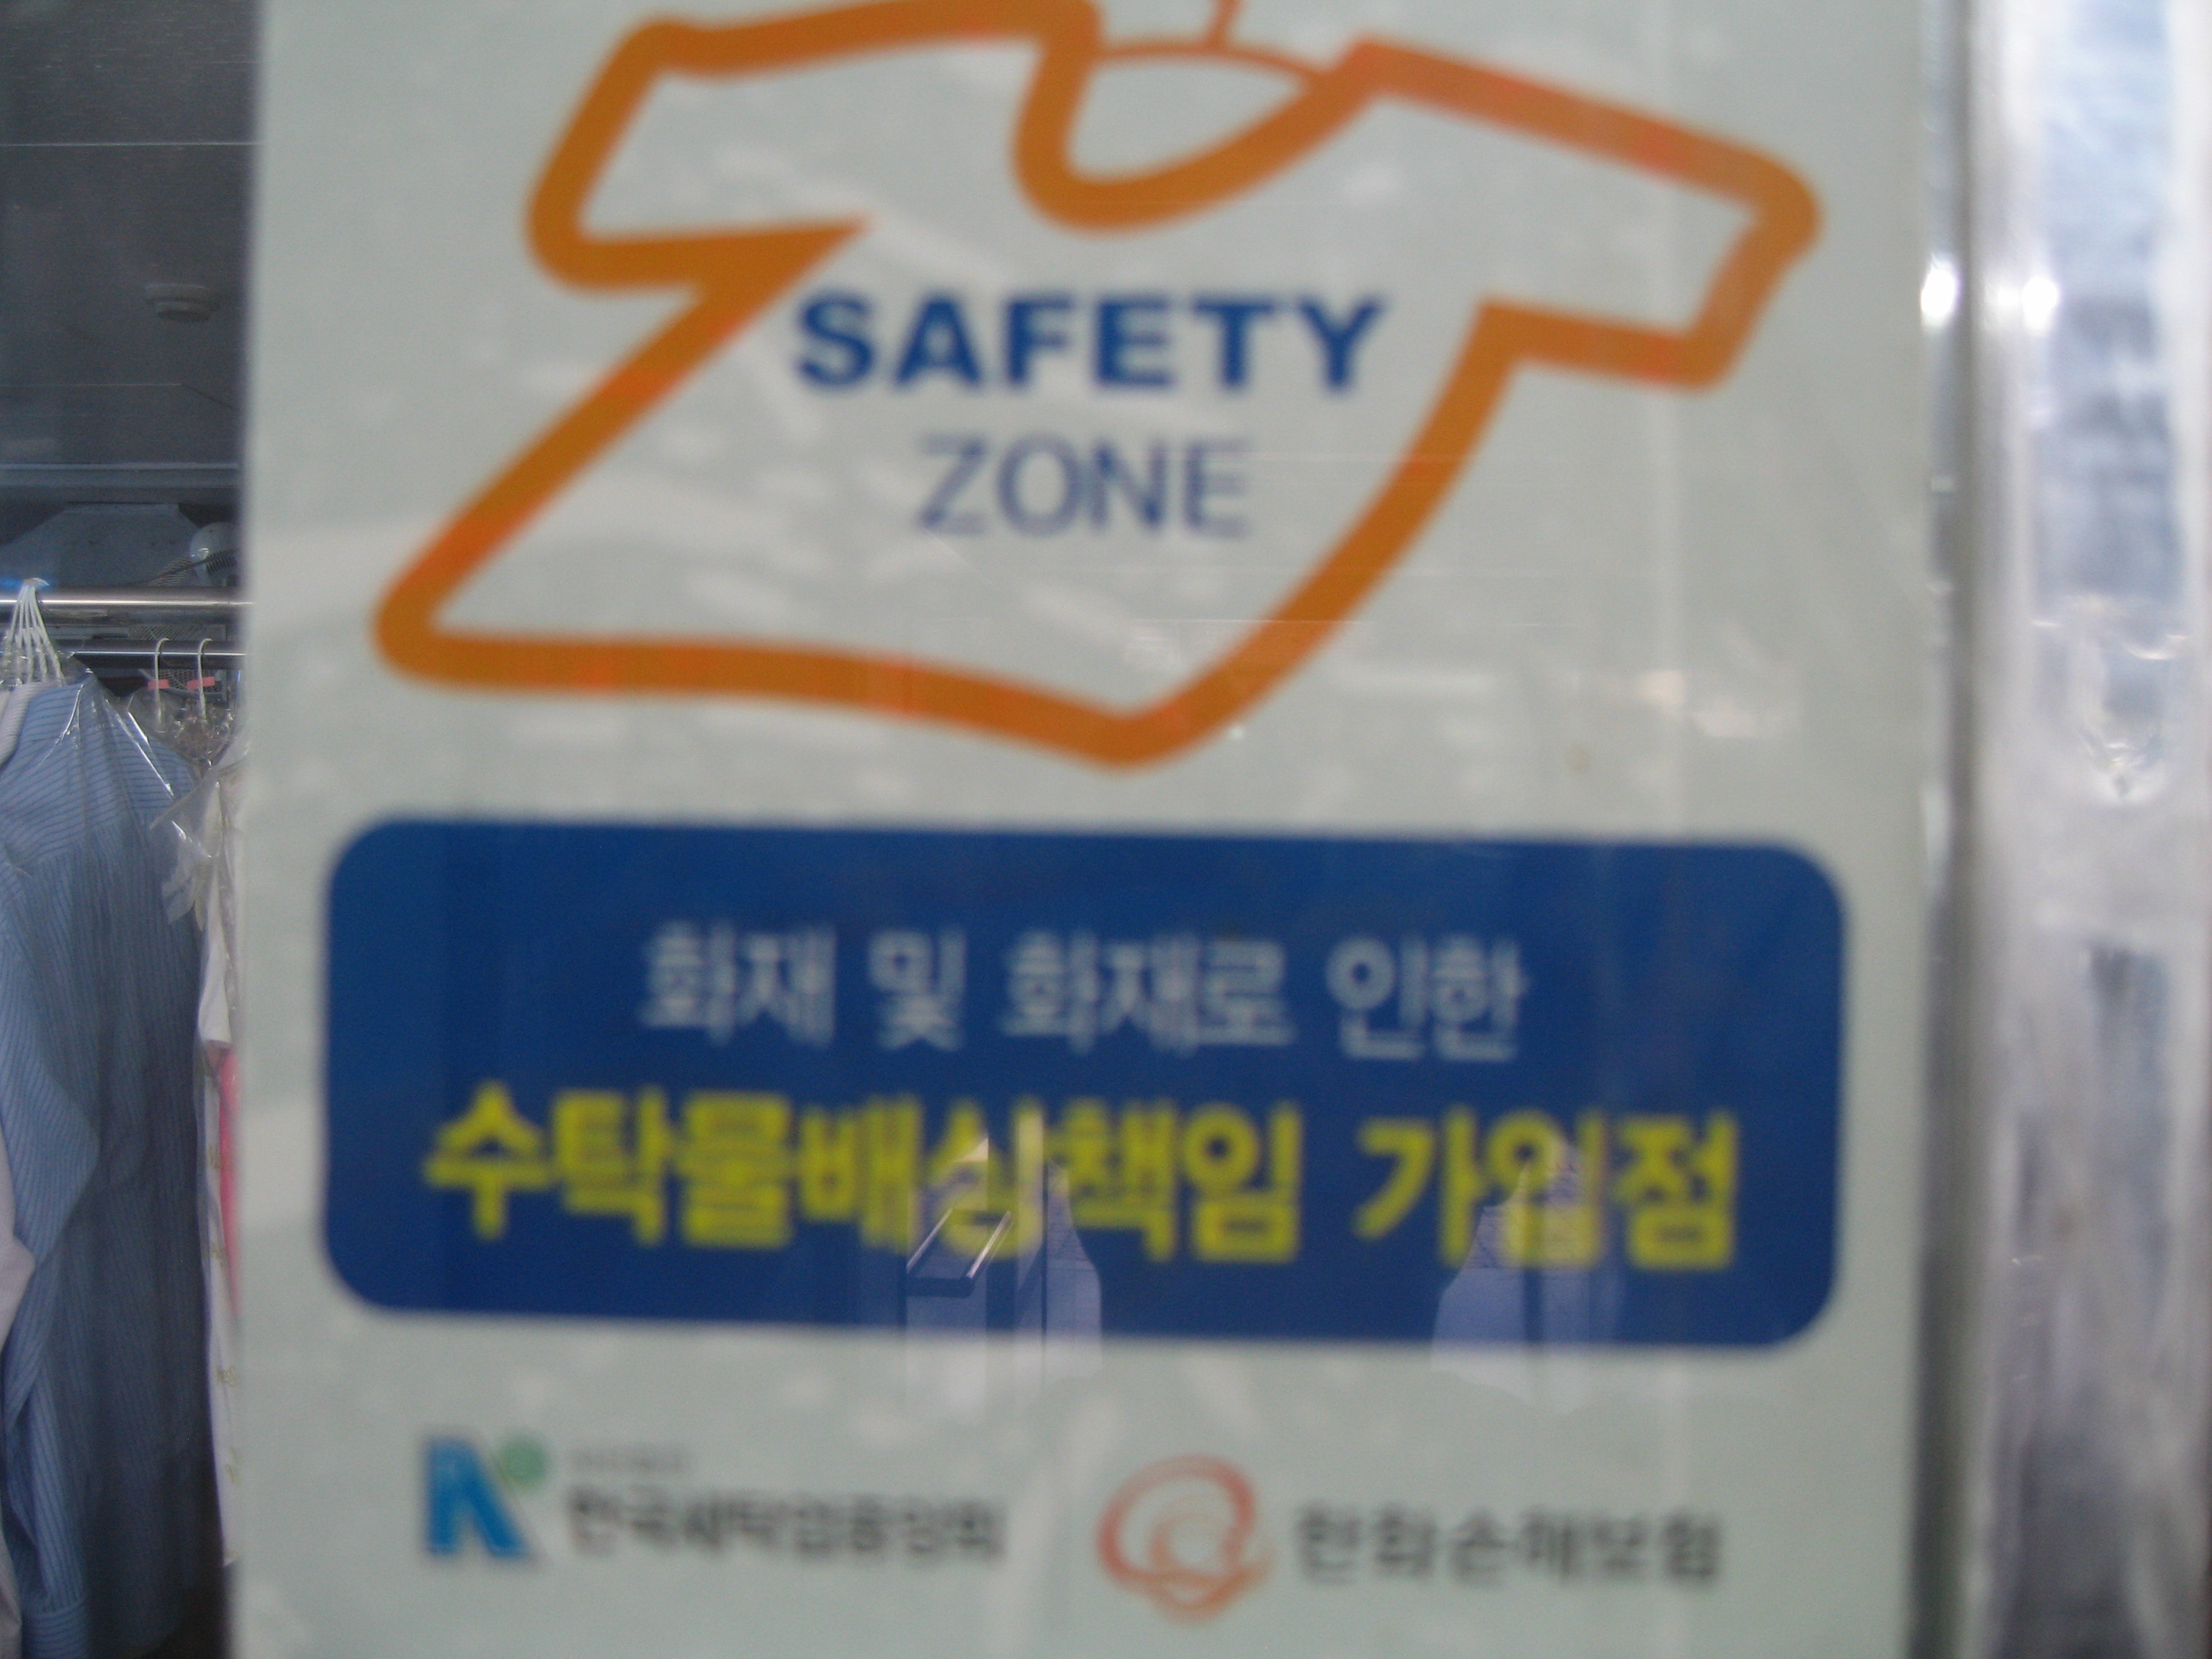 SAFETY
ZONE
화재 및 화재로 인한
수탁물배상책임 가입점
한국세탁업중앙회
한화손해보험